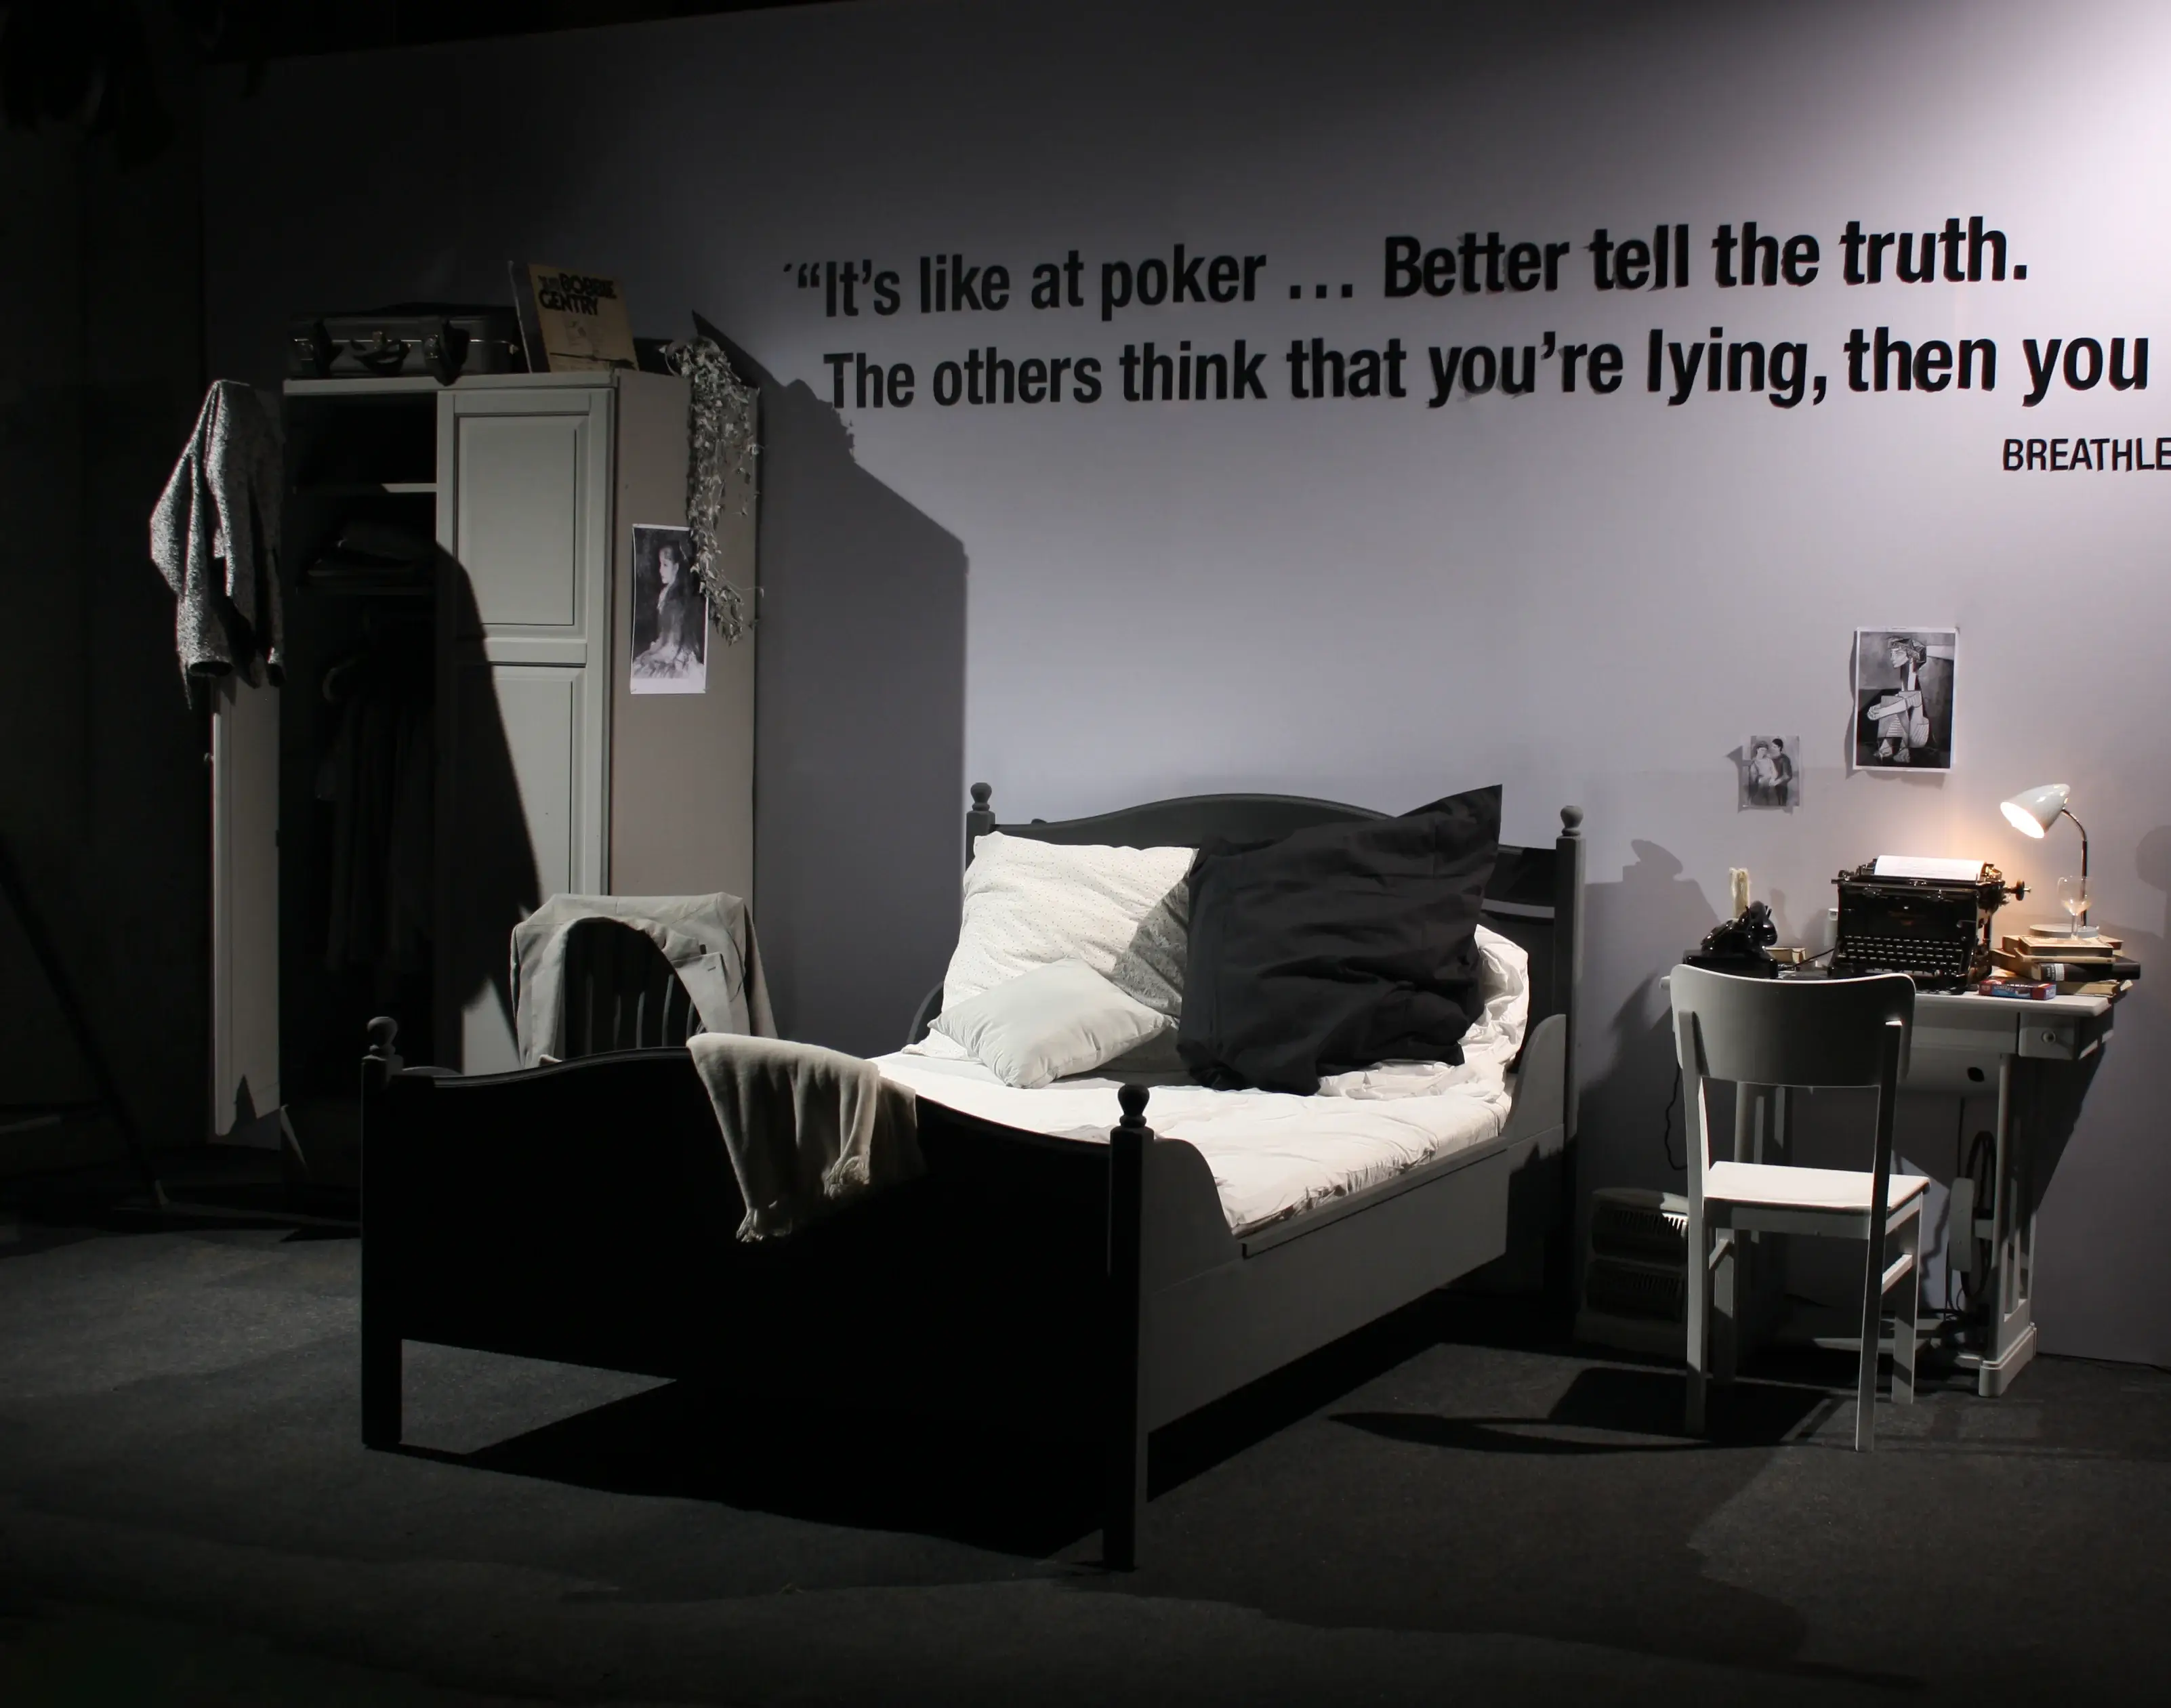 “It’s like at poker ... Better tell the truth.
The others think that you’re lying, then you
BREATHLE
BOBBIE
GENTRY